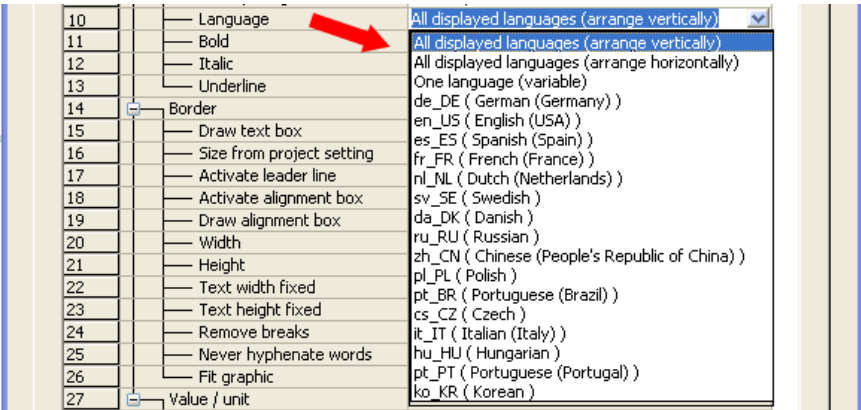 10 Language All displayed languages (arrange vertically)
11 Bold
12 Italic
13 Underline
14 Border
15 Draw text box
16 Size from project setting
17 Activate leader line
18 Activate alignment box
19 Draw alignment box
20 Width
21 Height
22 Text width fixed
23 Text height fixed
24 Remove breaks
25 Never hyphenate words
26 Fit graphic
27 Value / unit
All displayed languages (arrange vertically)
All displayed languages (arrange horizontally)
One language (variable)
de_DE ( German (Germany) )
en_US ( English (USA) )
es_ES ( Spanish (Spain) )
fr_FR ( French (France) )
nl_NL ( Dutch (Netherlands) )
sv_SE ( Swedish )
da_DK ( Danish )
ru_RU ( Russian )
zh_CN ( Chinese (People's Republic of China) )
pl_PL ( Polish )
pt_BR ( Portuguese (Brazil) )
cs_CZ ( Czech )
it_IT ( Italian (Italy) )
hu_HU ( Hungarian )
pt_PT ( Portuguese (Portugal) )
ko_KR ( Korean )